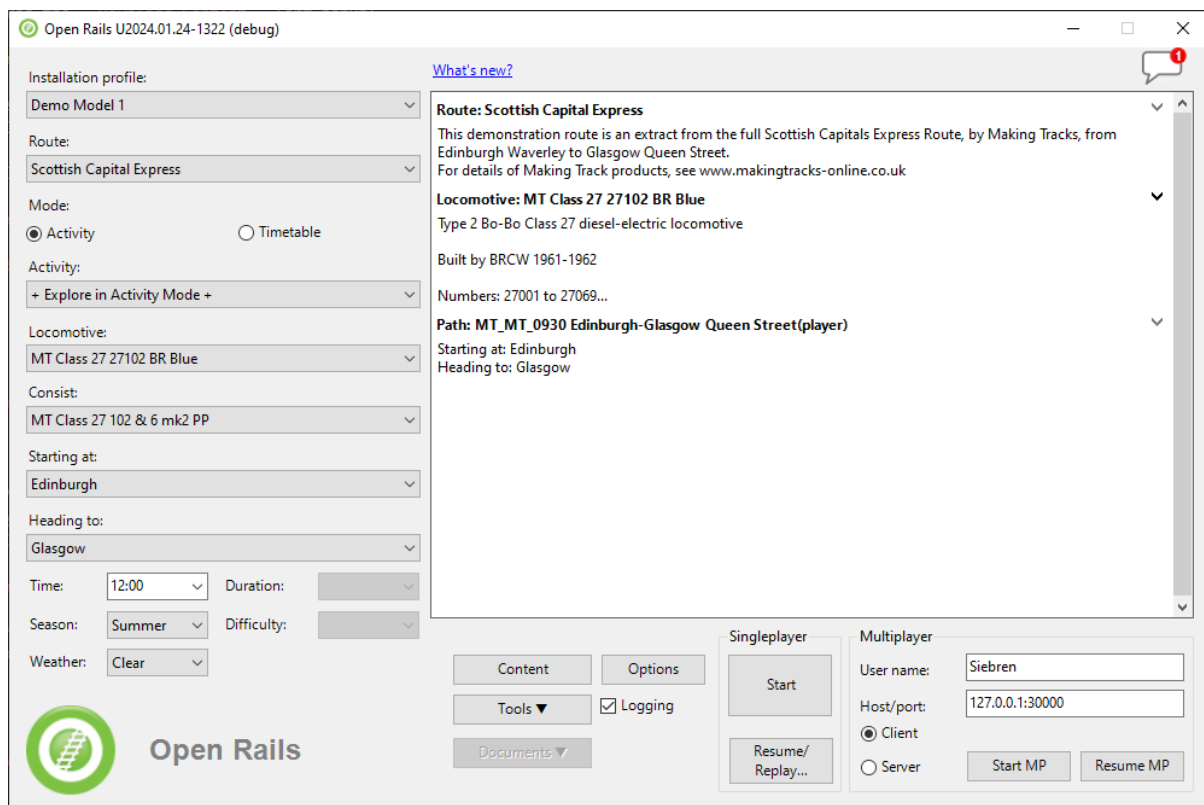 Open Rails U2024.01.24-1322 (debug)
Installation profile:
Demo Model 1
Route:
Scottish Capital Express
Mode:
Activity
Timetable
Activity:
+ Explore in Activity Mode +
Locomotive:
MT Class 27 27102 BR Blue
Consist:
MT Class 27 102 & 6 mk2 PP
Starting at:
Edinburgh
Heading to:
Glasgow
Time:
12:00
Duration:
Season:
Summer
Difficulty:
Weather:
Clear
Open Rails
What's new?
1
Route: Scottish Capital Express
This demonstration route is an extract from the full Scottish Capitals Express Route, by Making Tracks, from
Edinburgh Waverley to Glasgow Queen Street.
For details of Making Track products, see www.makingtracks-online.co.uk
Locomotive: MT Class 27 27102 BR Blue
Type 2 Bo-Bo Class 27 diesel-electric locomotive
Built by BRCW 1961-1962
Numbers: 27001 to 27069...
Path: MT_MT_0930 Edinburgh-Glasgow Queen Street(player)
Starting at: Edinburgh
Heading to: Glasgow
Content
Options
Tools ▼
Logging
Documents ▼
Singleplayer
Start
Resume/
Replay...
Multiplayer
User name:
Siebren
Host/port:
127.0.0.1:30000
Client
Server
Start MP
Resume MP